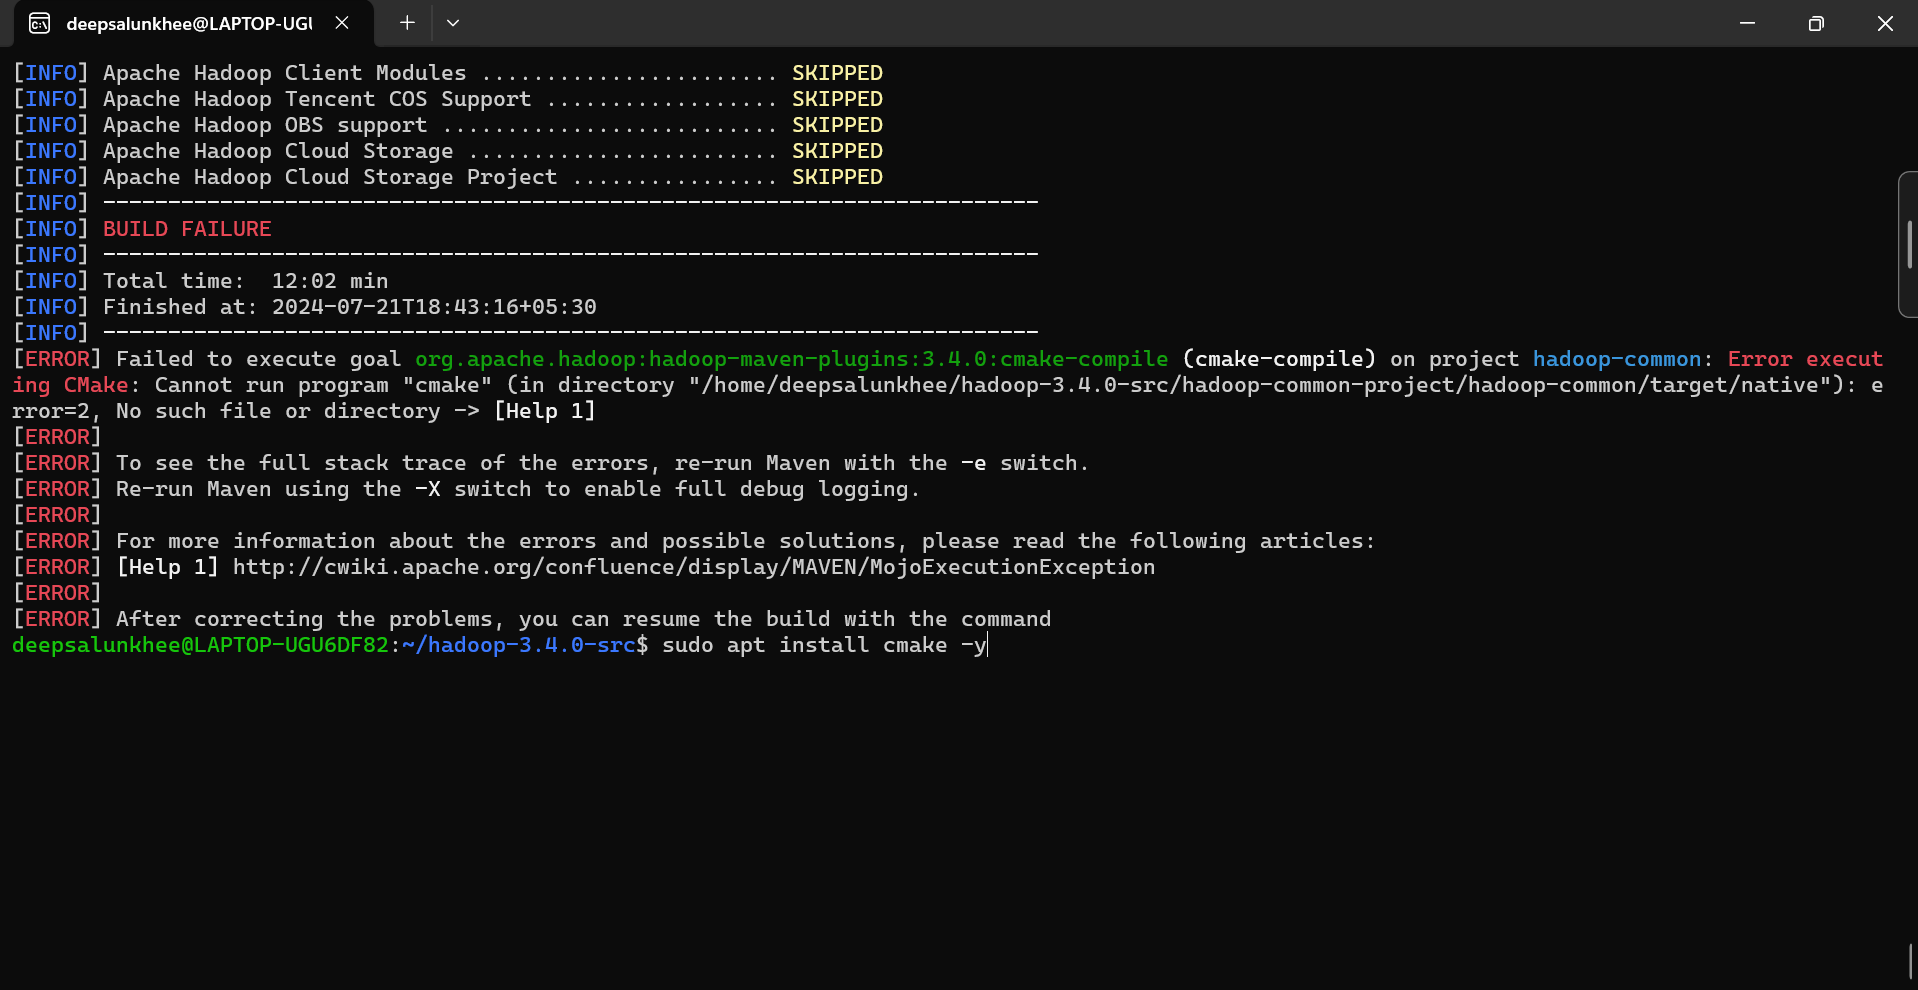 deepsalunkhee@LAPTOP-UGU
[INFO] Apache Hadoop Client Modules ....................... SKIPPED
[INFO] Apache Hadoop Tencent COS Support .................. SKIPPED
[INFO] Apache Hadoop OBS support .......................... SKIPPED
[INFO] Apache Hadoop Cloud Storage ........................ SKIPPED
[INFO] Apache Hadoop Cloud Storage Project ................ SKIPPED
[INFO] ------------------------------------------------------------------------
[INFO] BUILD FAILURE
[INFO] ------------------------------------------------------------------------
[INFO] Total time:  12:02 min
[INFO] Finished at: 2024-07-21T18:43:16+05:30
[INFO] ------------------------------------------------------------------------
[ERROR] Failed to execute goal org.apache.hadoop:hadoop-maven-plugins:3.4.0:cmake-compile (cmake-compile) on project hadoop-common: Error execut
ing CMake: Cannot run program "cmake" (in directory "/home/deepsalunkhee/hadoop-3.4.0-src/hadoop-common-project/hadoop-common/target/native"): e
rror=2, No such file or directory -> [Help 1]
[ERROR]
[ERROR] To see the full stack trace of the errors, re-run Maven with the -e switch.
[ERROR] Re-run Maven using the -X switch to enable full debug logging.
[ERROR]
[ERROR] For more information about the errors and possible solutions, please read the following articles:
[ERROR] [Help 1] http://cwiki.apache.org/confluence/display/MAVEN/MojoExecutionException
[ERROR]
[ERROR] After correcting the problems, you can resume the build with the command
deepsalunkhee@LAPTOP-UGU6DF82:~/hadoop-3.4.0-src$ sudo apt install cmake -y